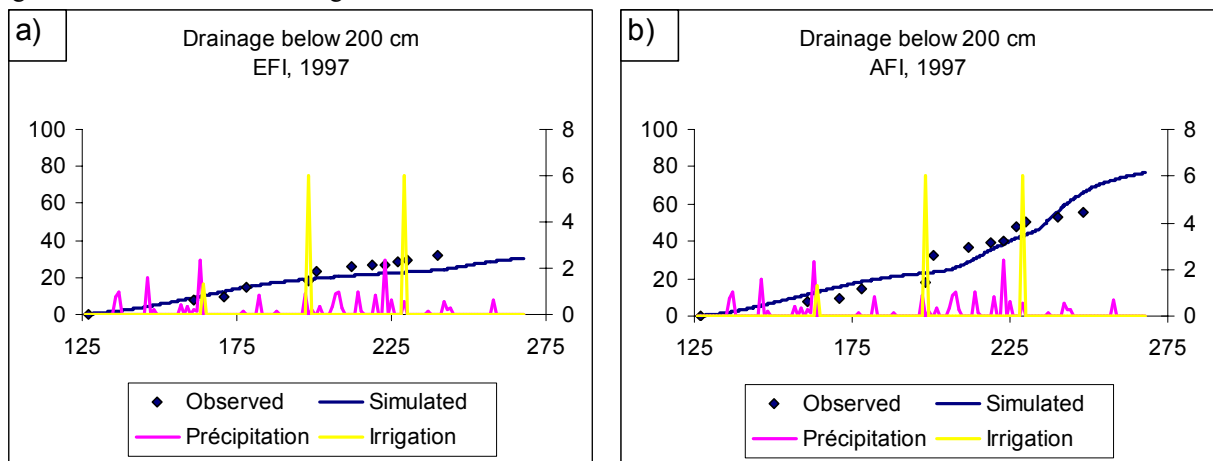 a)
Drainage below 200 cm
EFI, 1997
100
80
60
40
20
0
8
6
4
2
0
125 175 225 275
Observed Simulated
Précipitation Irrigation
b)
Drainage below 200 cm
AFI, 1997
100
80
60
40
20
0
8
6
4
2
0
125 175 225 275
Observed Simulated
Précipitation Irrigation